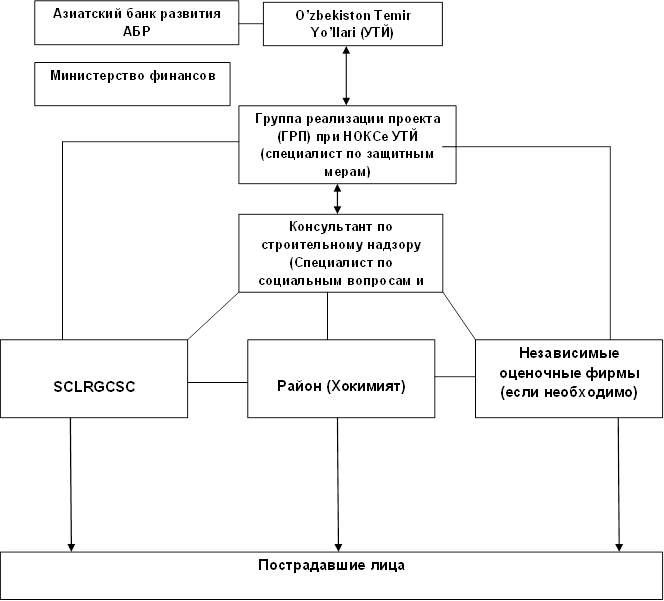 Азиатский банк развития
АБР
O’zbekiston Temir
Yo’llari (УТЙ)
Министерство финансов
Группа реализации проекта
(ГРП) при НОКСе УТЙ
(специалист по защитным
мерам)
Консультант по
строительному надзору
(Специалист по
социальным вопросам и
SCLRGCSC
Район (Хокимият)
Независимые
оценочные фирмы
(если необходимо)
Пострадавшие лица